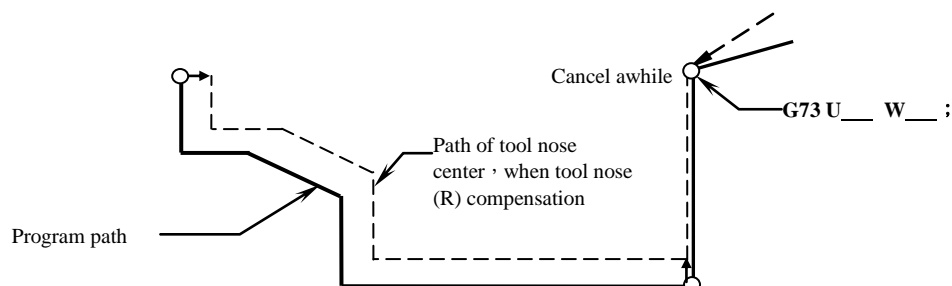 Cancel awhile
G73 U___ W___ ;
Path of tool nose
center，when tool nose
(R) compensation
Program path